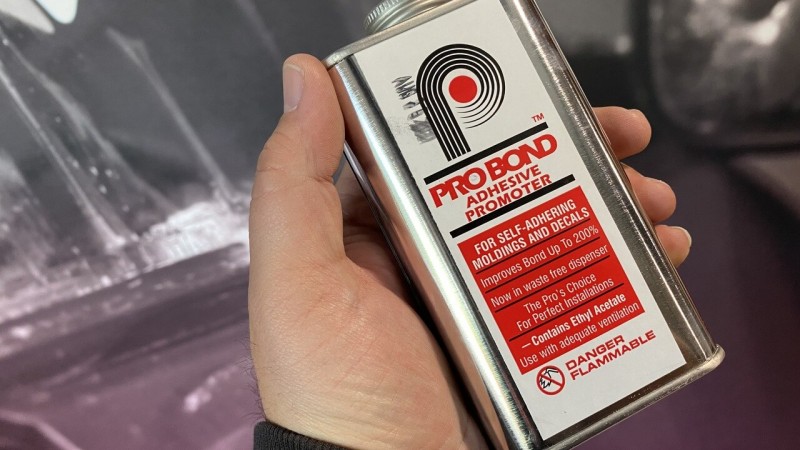 TM
PRO BOND
ADHESIVE
PROMOTER
FOR SELF-ADHERING
MOLDINGS AND DECALS
Improves Bond Up To 200%
Now in waste free dispenser
The Pro's Choice
For Perfect Installations
— Contains Ethyl Acetate
Use with adequate ventilation
DANGER
FLAMMABLE